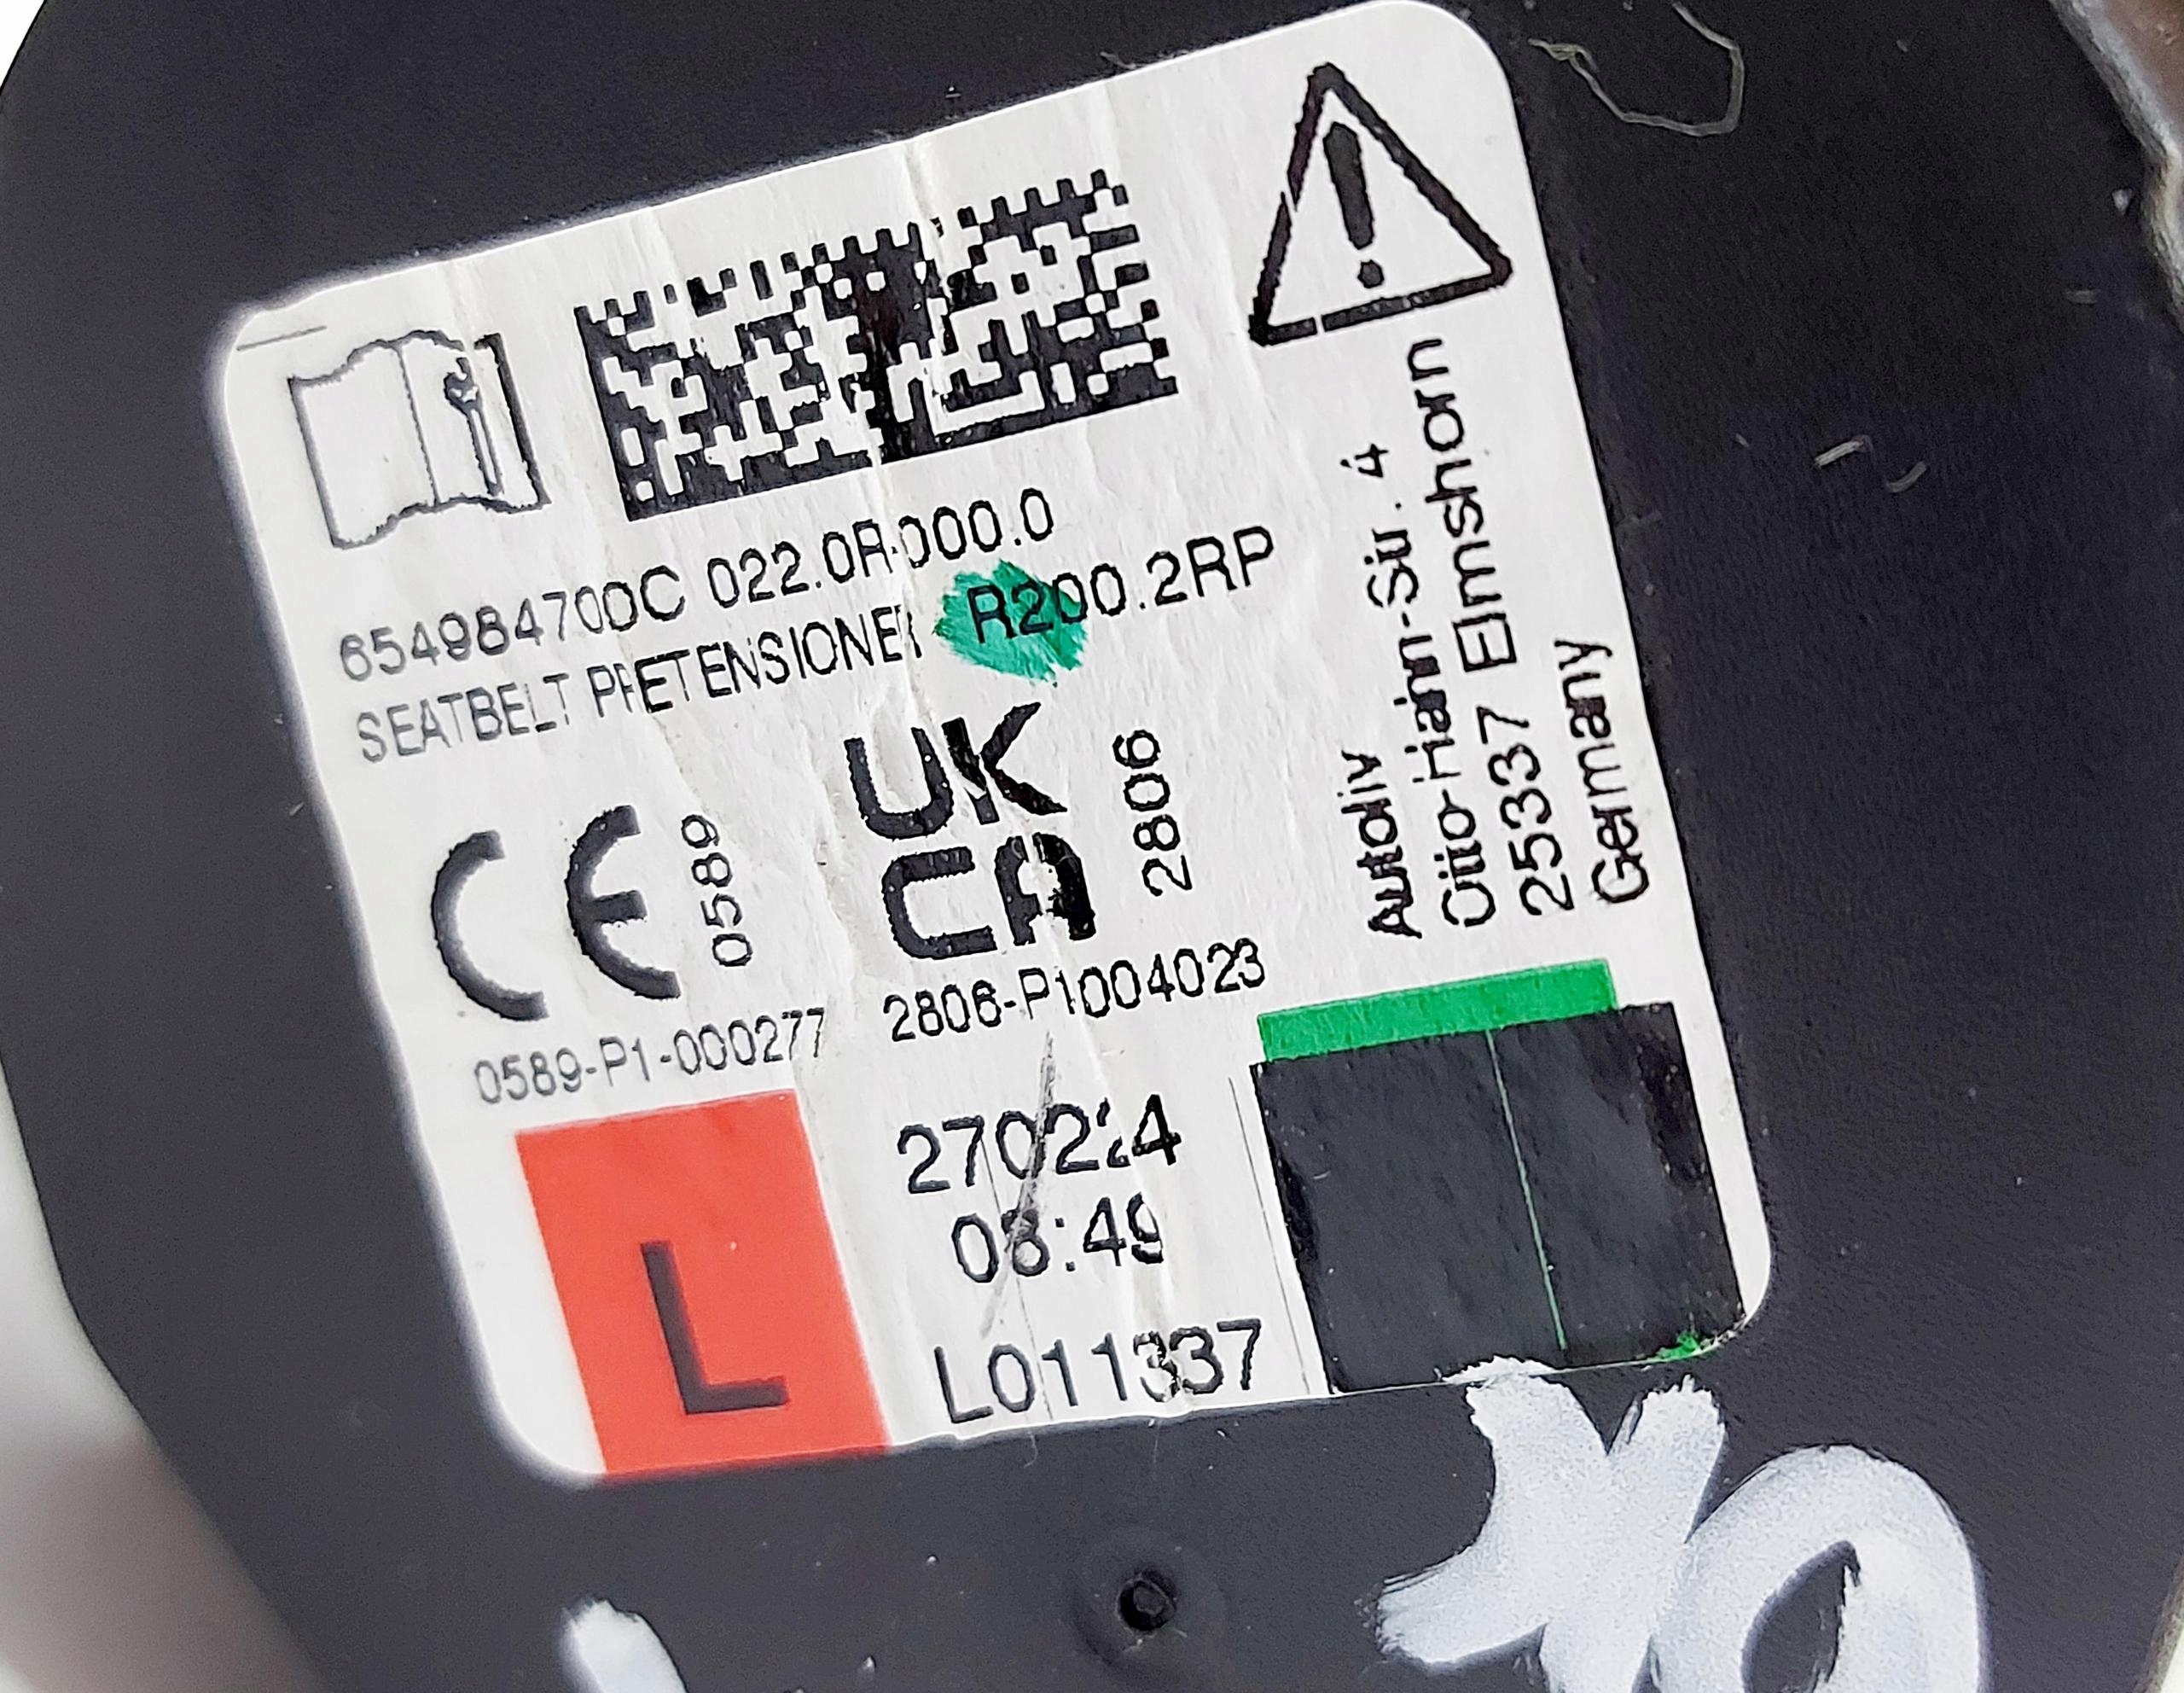 654984700C 022.0R000.0
SEATBELT PRETENSIONER R200.2RP
CE 0589
UK
CA 2806
0589-P1-000277
2806-P1004023
Autoliv
Otto-Hahn-Str. 4
25337 Elmshorn
Germany
L
270224
08:49
L011337